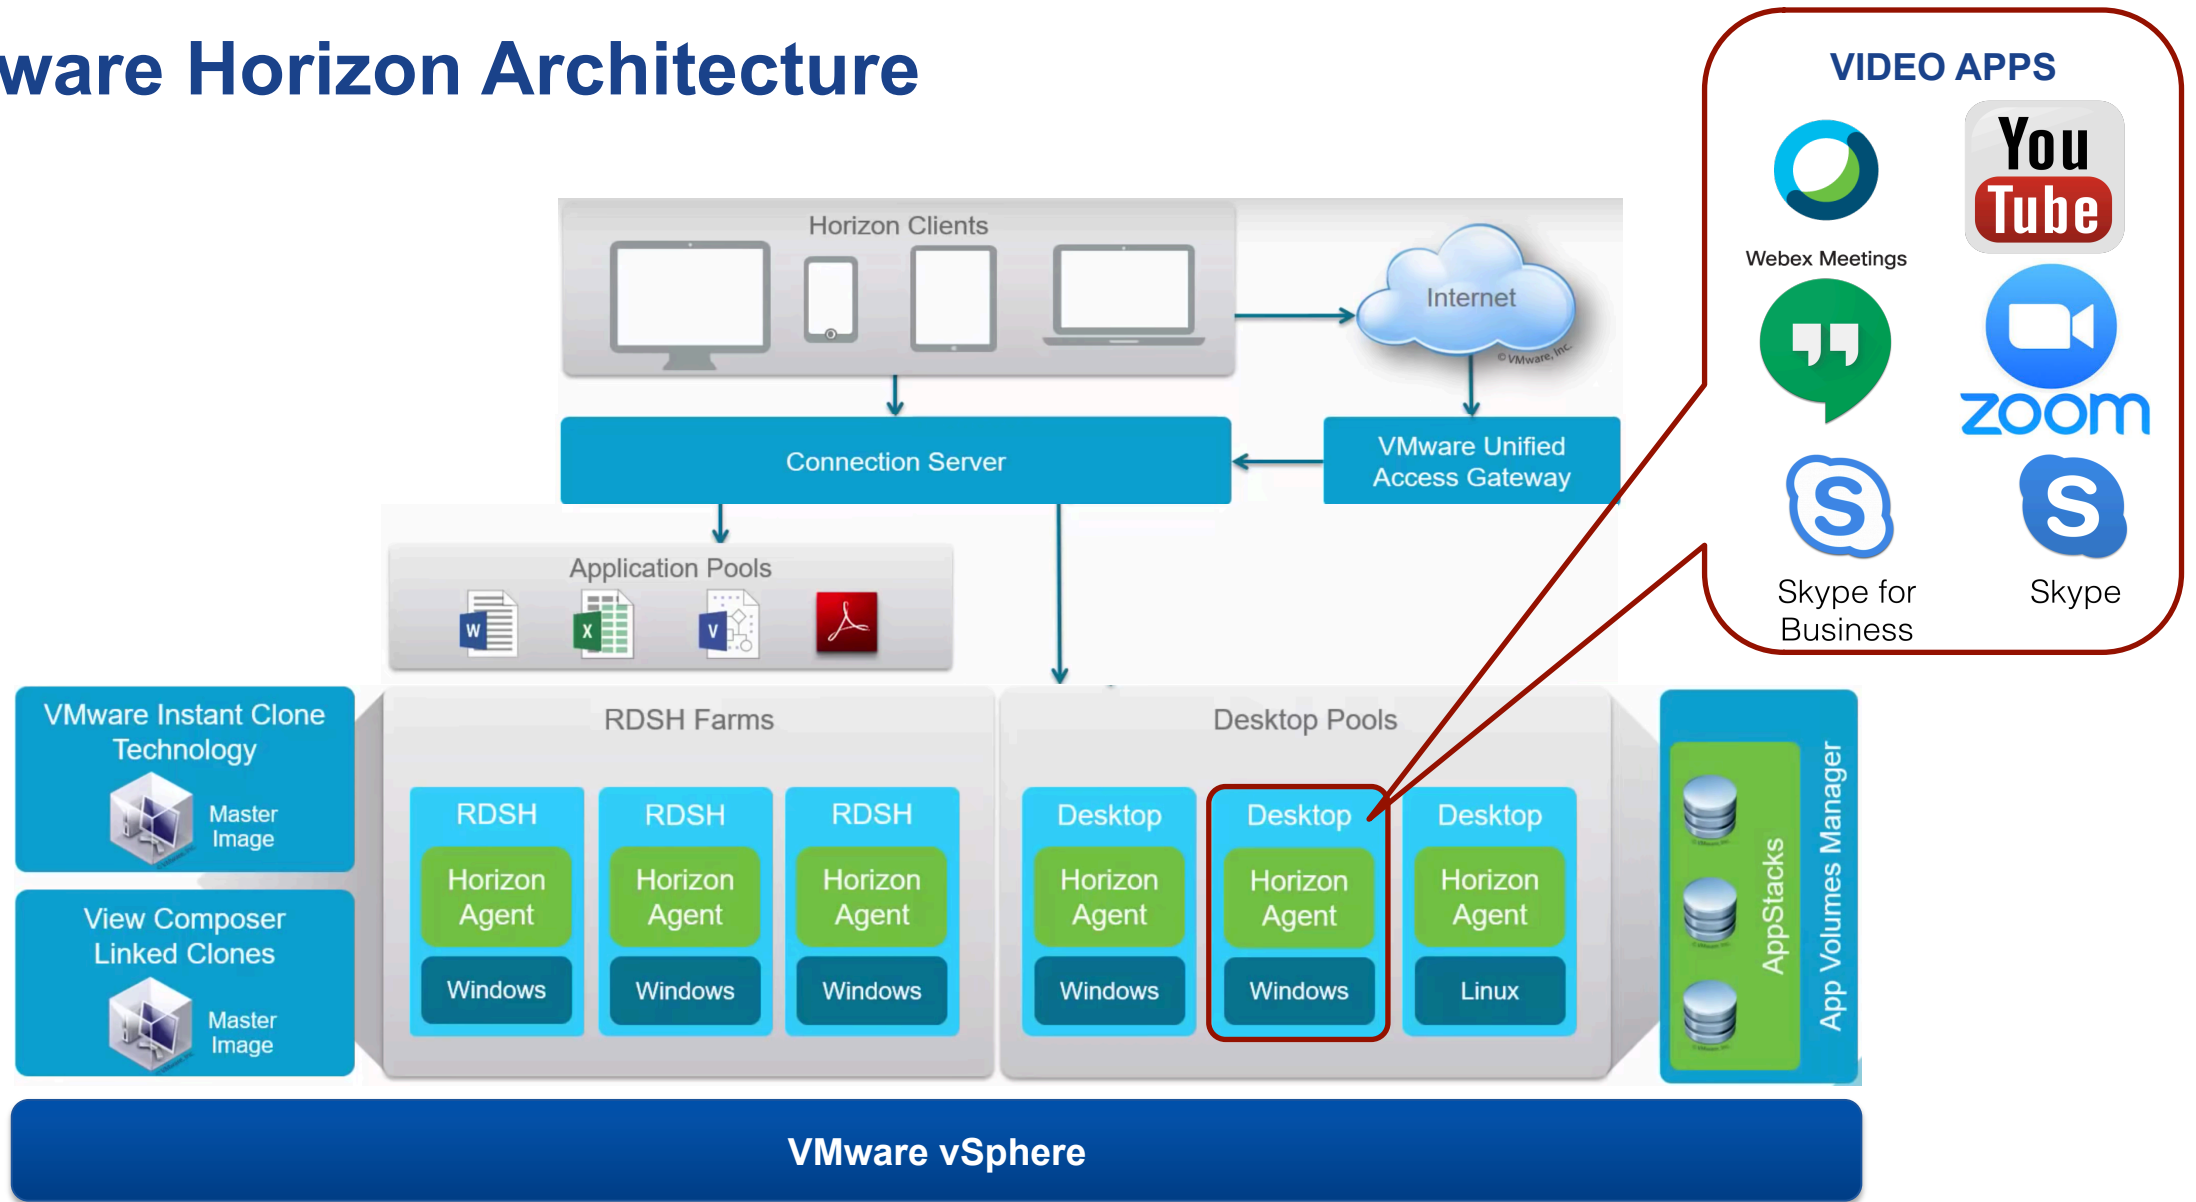 ware Horizon Architecture
VIDEO APPS
You
Tube
Webex Meetings
zoom
S
S
Skype for
Business
Skype
Horizon Clients
Internet
© VMware, Inc.
Connection Server
VMware Unified
Access Gateway
Application Pools
W
X
V
VMware Instant Clone
Technology
Master
Image
View Composer
Linked Clones
Master
Image
RDSH Farms
RDSH
Horizon
Agent
Windows
RDSH
Horizon
Agent
Windows
RDSH
Horizon
Agent
Windows
Desktop Pools
Desktop
Horizon
Agent
Windows
Desktop
Horizon
Agent
Windows
Desktop
Horizon
Agent
Linux
AppStacks
App Volumes Manager
VMware vSphere